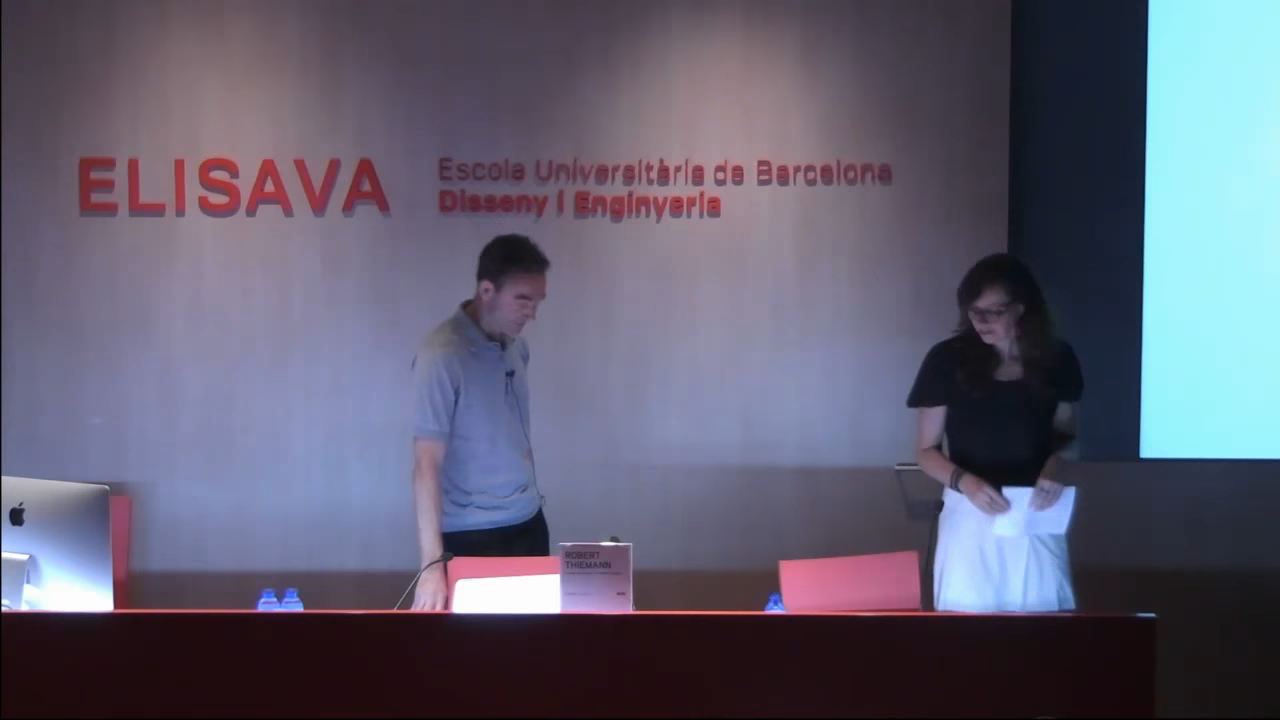 ELISAVA
Escola Universitària de Barcelona
Disseny i Enginyeria
ROBERT
THIEMANN